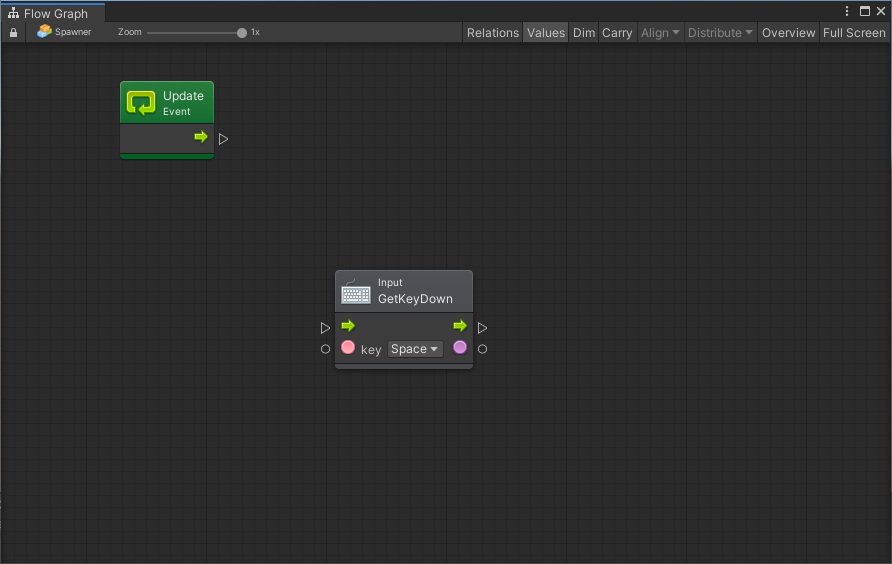 Flow Graph
Spawner Zoom 1x Relations Values Dim Carry Align Distribute Overview Full Screen
Update
Event
Input
GetKeyDown
key Space